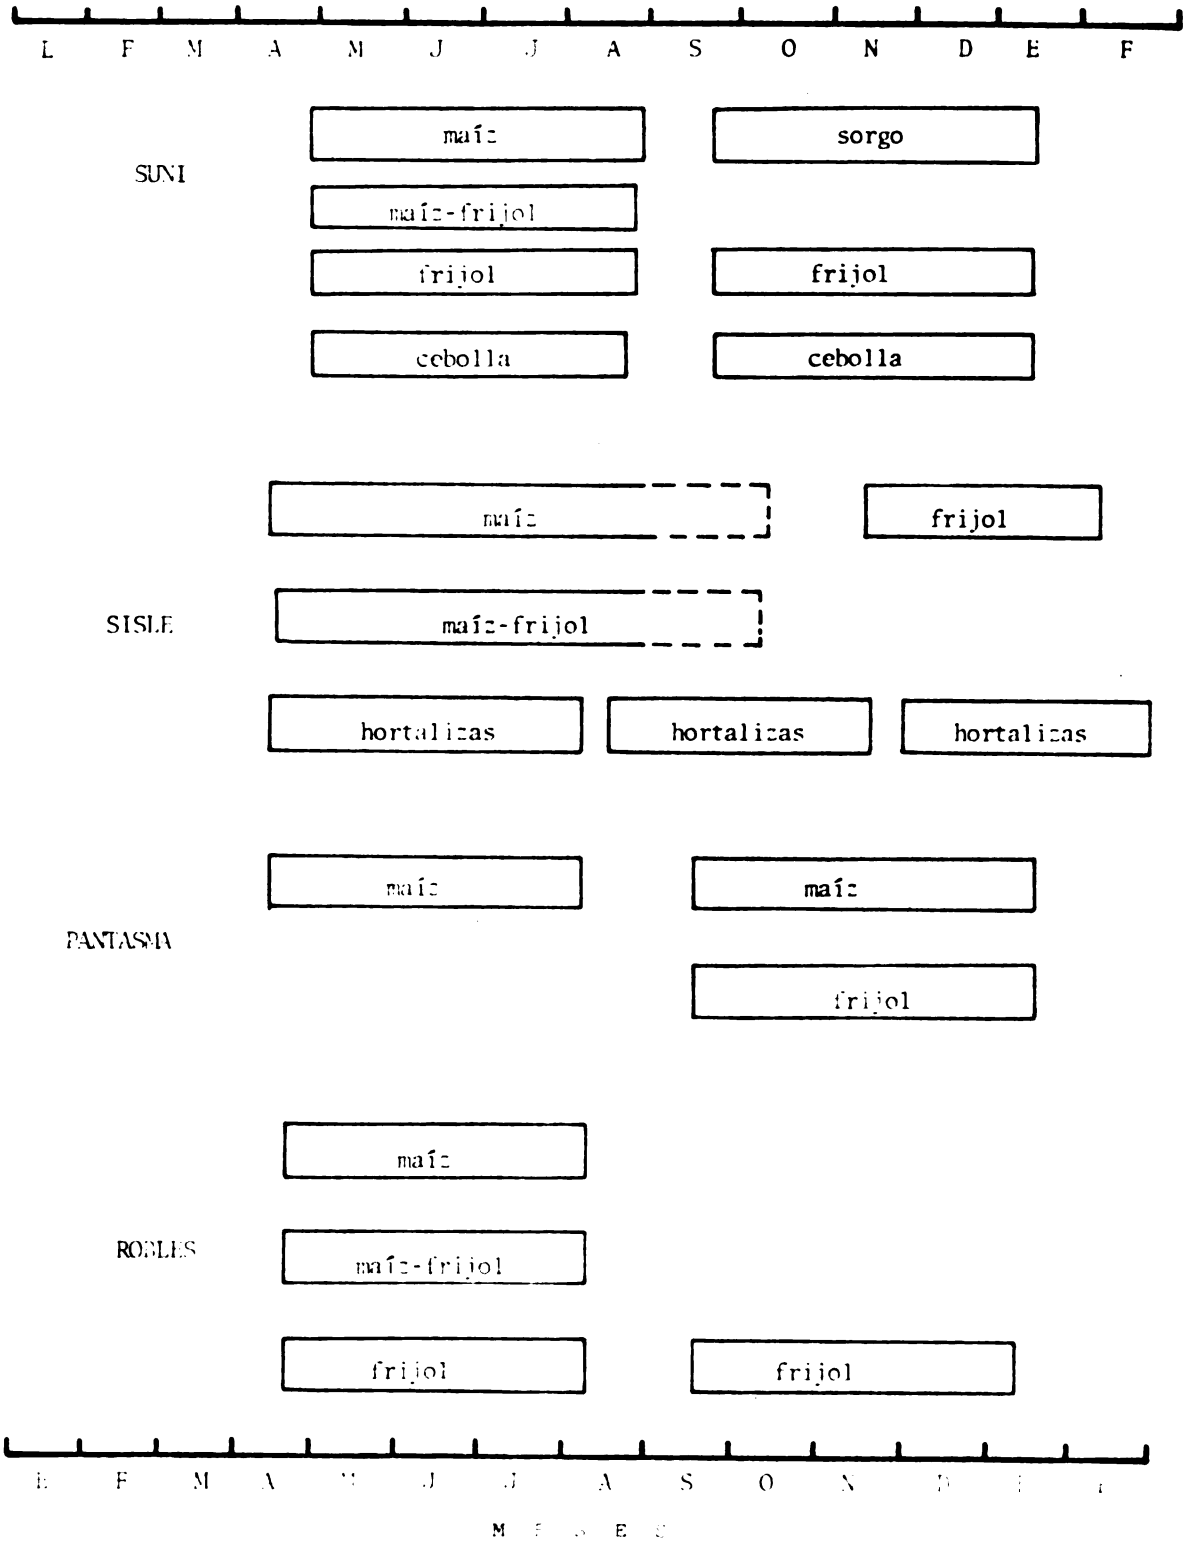 L F M A M J J A S O N D E F
maíz sorgo
SUNI
maíz-frijol
frijol frijol
cebolla cebolla
maíz frijol
SISLE
maíz-frijol
hortalizas hortalizas hortalizas
maíz maíz
PANTASMA
frijol
maíz
ROBLES
maíz-frijol
frijol frijol
E F M A M J J A S O N D
M E S E S